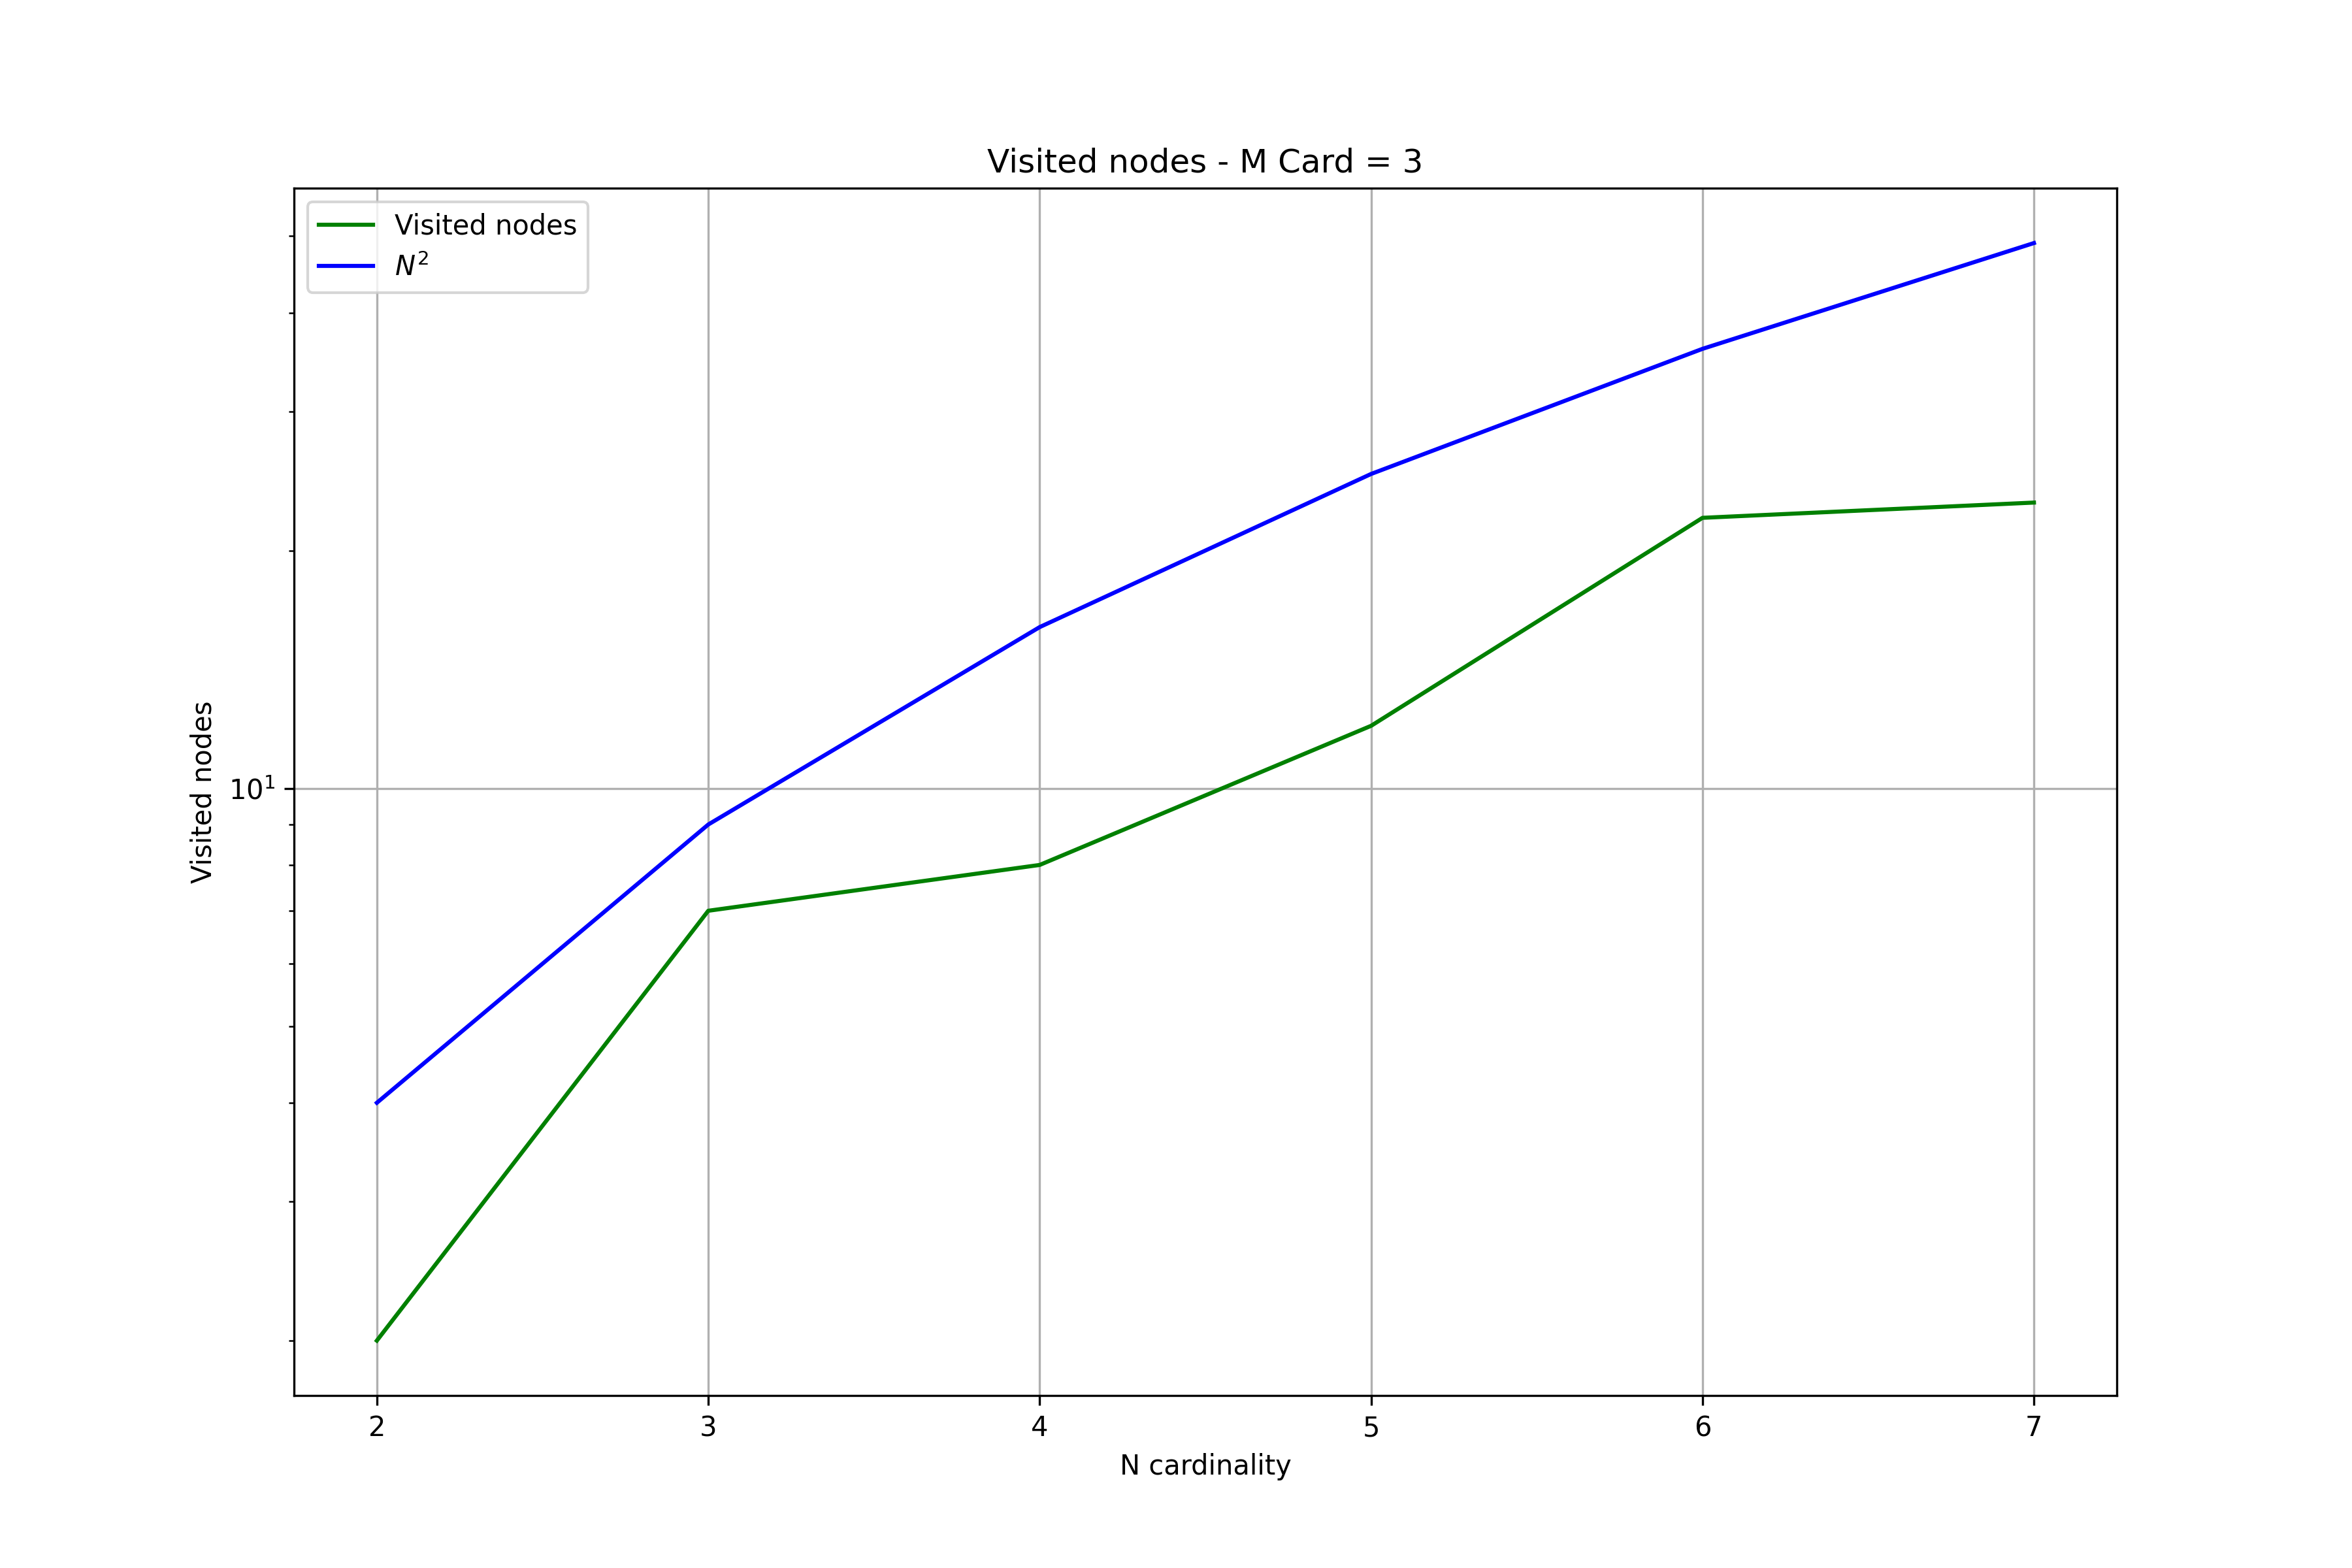 Visited nodes - M Card = 3
Visited nodes
N²
Visited nodes
10¹
2 3 4 5 6 7
N cardinality